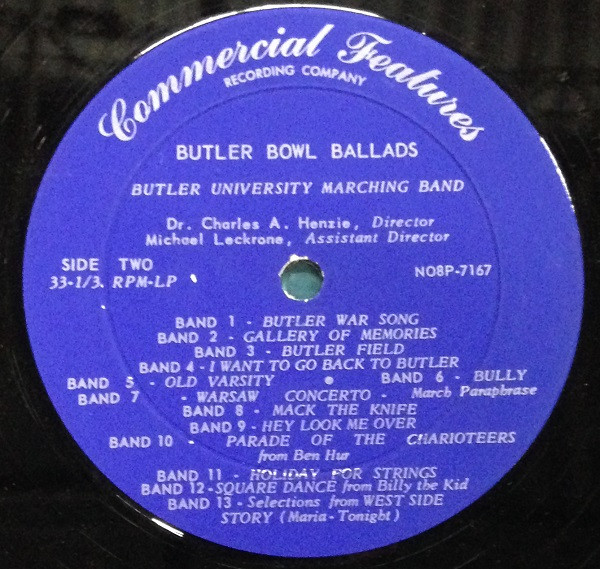 Commercial Features
RECORDING COMPANY
BUTLER BOWL BALLADS
BUTLER UNIVERSITY MARCHING BAND
Dr. Charles A. Henzie, Director
Michael Leckrone, Assistant Director
SIDE TWO
33-1/3. RPM-LP
NO8P-7167
BAND 1 - BUTLER WAR SONG
BAND 2 - GALLERY OF MEMORIES
BAND 3 - BUTLER FIELD
BAND 4 - I WANT TO GO BACK TO BUTLER
BAND 5 - OLD VARSITY • BAND 6 - BULLY
BAND 7 - WARSAW CONCERTO - March Paraphrase
BAND 8 - MACK THE KNIFE
BAND 9 - HEY LOOK ME OVER
BAND 10 - PARADE OF THE CHARIOTEERS
from Ben Hur
BAND 11 - HOLIDAY FOR STRINGS
BAND 12 - SQUARE DANCE from Billy the Kid
BAND 13 - Selections from WEST SIDE
STORY (Maria-Tonight)